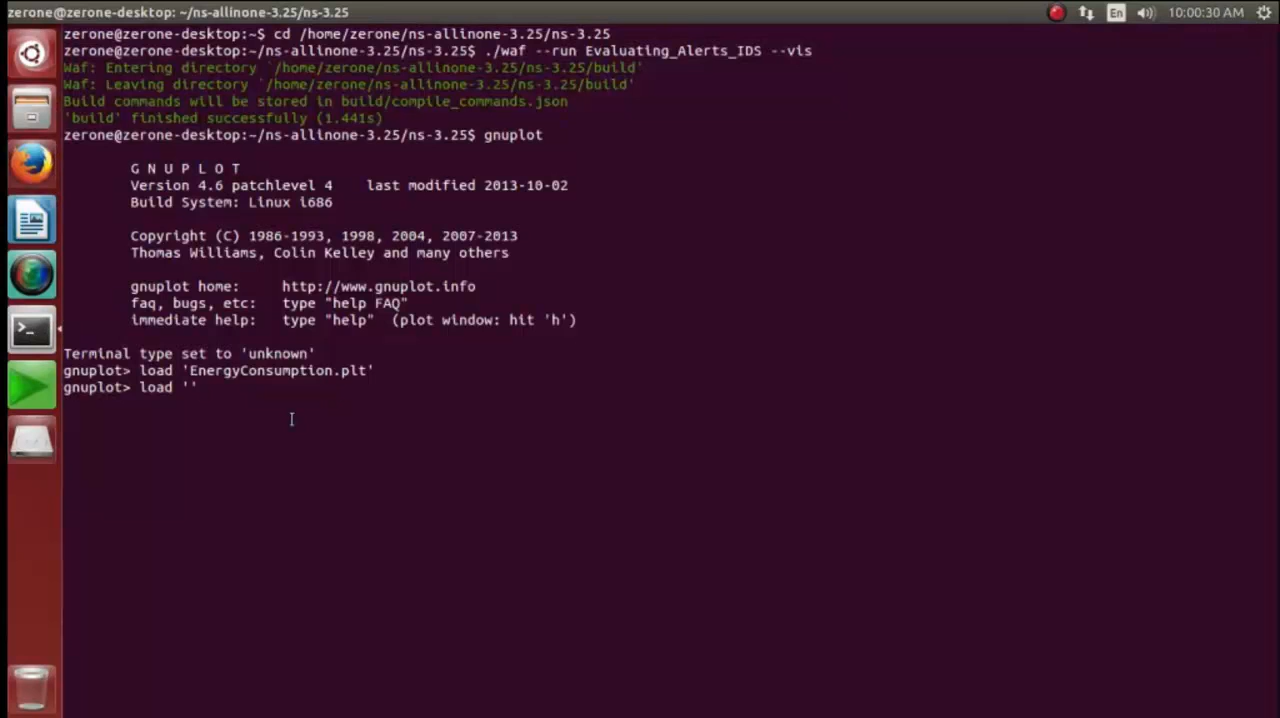 zerone@zerone-desktop: ~/ns-allinone-3.25/ns-3.25
En
10:00:30 AM
zerone@zerone-desktop:~$ cd /home/zerone/ns-allinone-3.25/ns-3.25
zerone@zerone-desktop:~/ns-allinone-3.25/ns-3.25$ ./waf --run Evaluating_Alerts_IDS --vis
Waf: Entering directory `/home/zerone/ns-allinone-3.25/ns-3.25/build'
Waf: Leaving directory `/home/zerone/ns-allinone-3.25/ns-3.25/build'
Build commands will be stored in build/compile_commands.json
'build' finished successfully (1.441s)
zerone@zerone-desktop:~/ns-allinone-3.25/ns-3.25$ gnuplot
G N U P L O T
Version 4.6 patchlevel 4    last modified 2013-10-02
Build System: Linux i686
Copyright (C) 1986-1993, 1998, 2004, 2007-2013
Thomas Williams, Colin Kelley and many others
gnuplot home:     http://www.gnuplot.info
faq, bugs, etc:   type "help FAQ"
immediate help:   type "help"  (plot window: hit 'h')
Terminal type set to 'unknown'
gnuplot> load 'EnergyConsumption.plt'
gnuplot> load ''